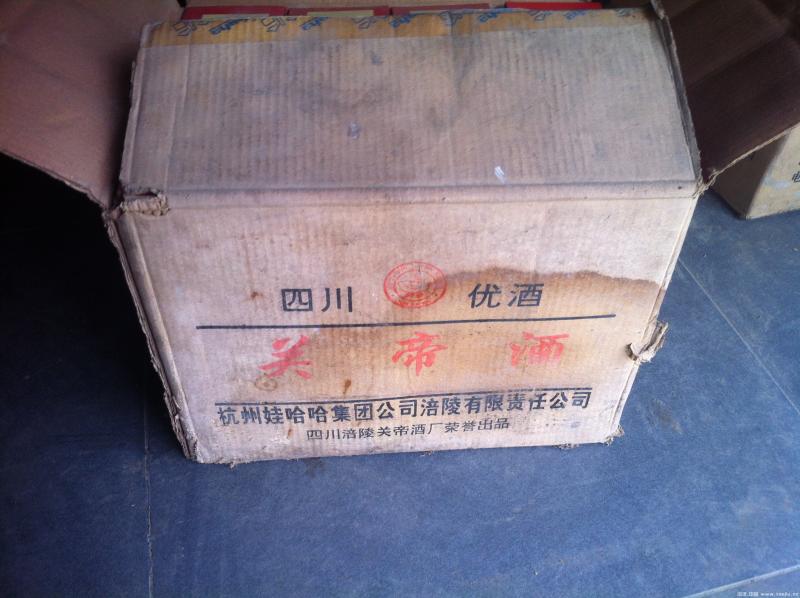 四川 优酒
关帝酒
杭州娃哈哈集团公司涪陵有限责任公司
四川涪陵关帝酒厂荣誉出品